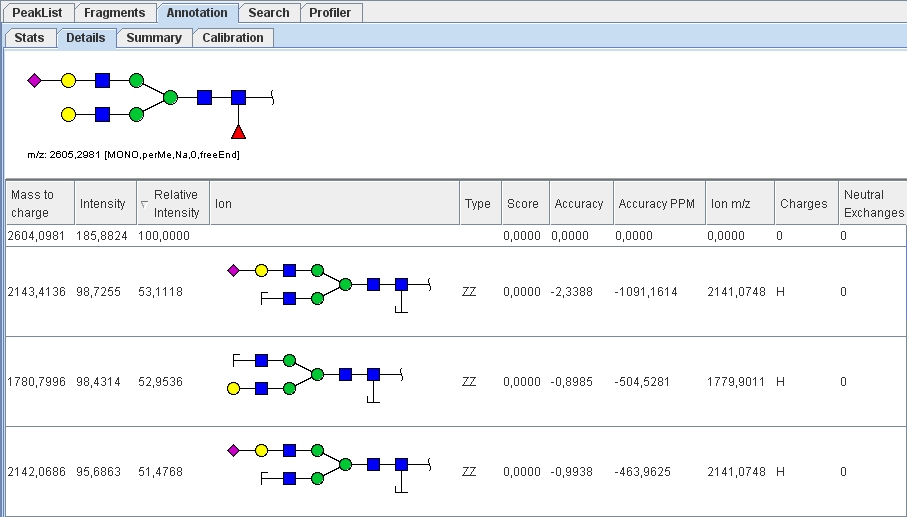 PeakList Fragments Annotation Search Profiler
Stats Details Summary Calibration
m/z: 2605,2981 [MONO,perMe,Na,0,freeEnd]
Mass to charge Intensity Relative Intensity Ion Type Score Accuracy Accuracy PPM Ion m/z Charges Neutral Exchanges
2604,0981 185,8824 100,0000 0,0000 0,0000 0,0000 0,0000 0 0
2143,4136 98,7255 53,1118 ZZ 0,0000 -2,3388 -1091,1614 2141,0748 H 0
1780,7996 98,4314 52,9536 ZZ 0,0000 -0,8985 -504,5281 1779,9011 H 0
2142,0686 95,6863 51,4768 ZZ 0,0000 -0,9938 -463,9625 2141,0748 H 0